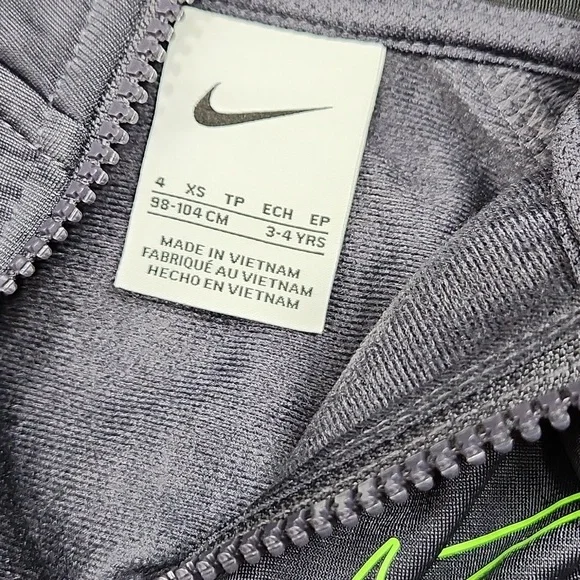 4 XS TP ECH EP
98-104 CM 3-4 YRS
MADE IN VIETNAM
FABRIQUÉ AU VIETNAM
HECHO EN VIETNAM